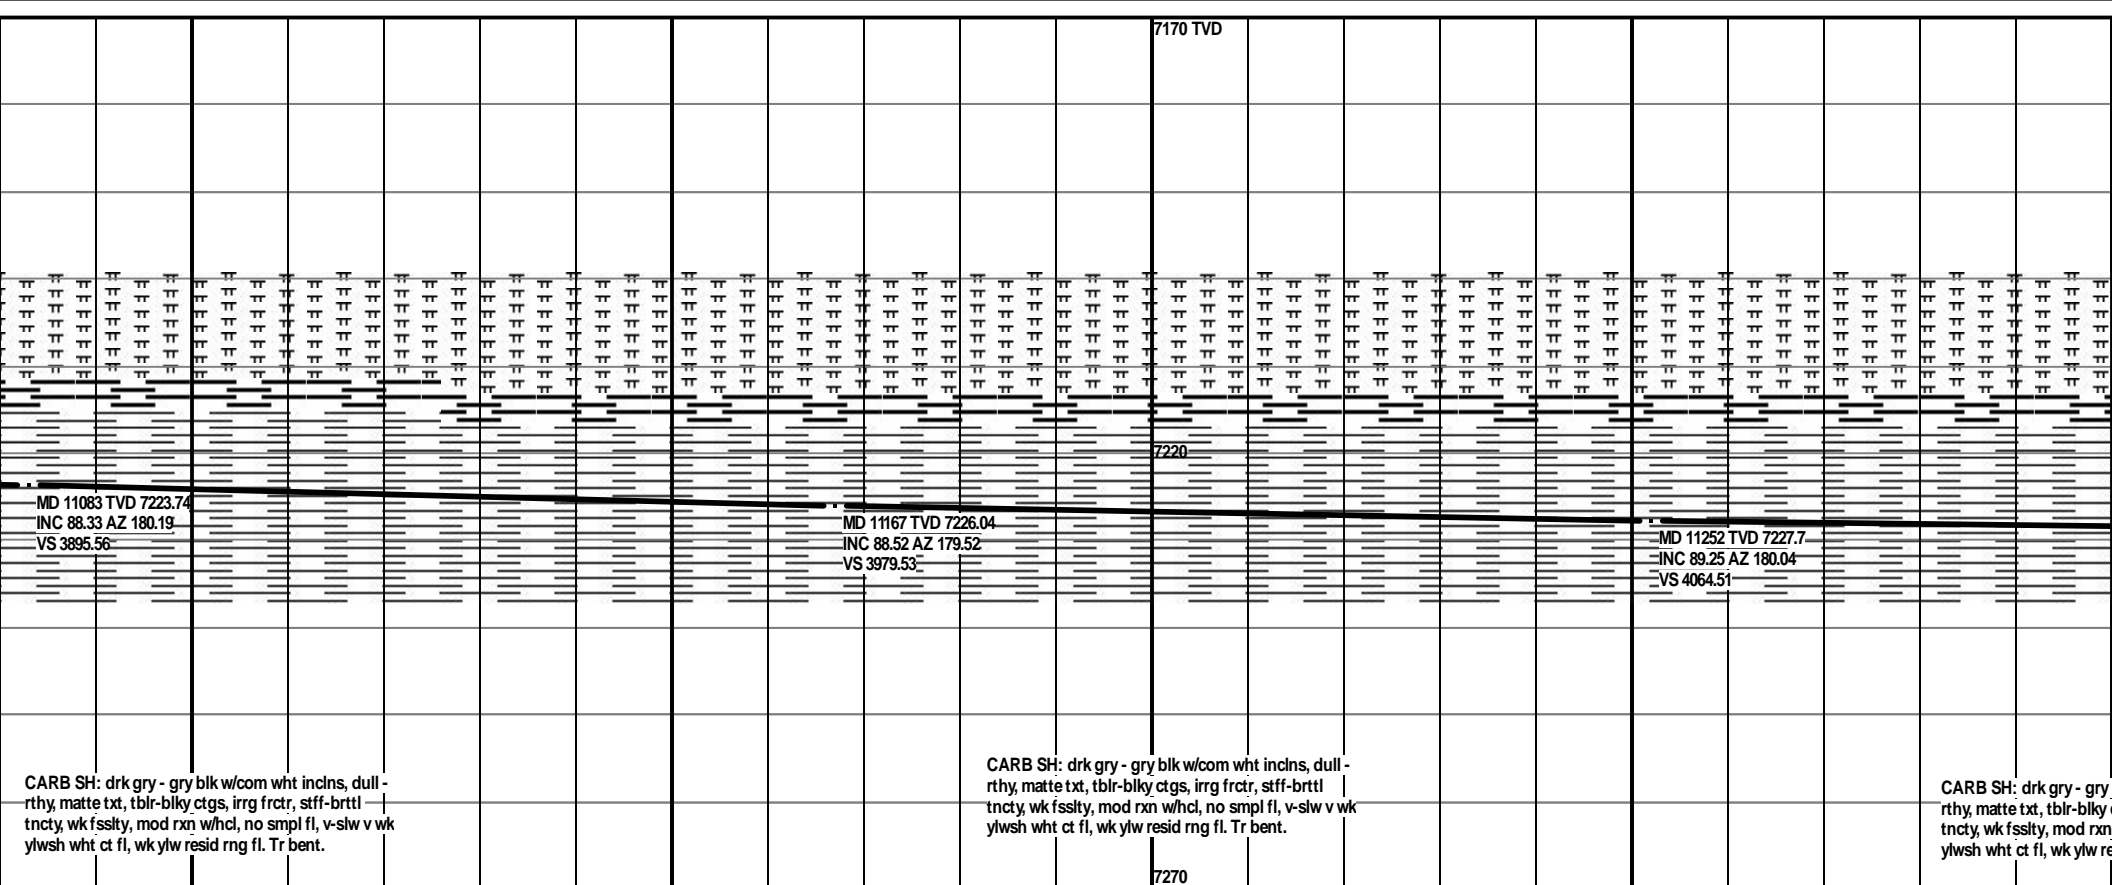 7170 TVD
7220
MD 11083 TVD 7223.74
INC 88.33 AZ 180.19
VS 3895.56
MD 11167 TVD 7226.04
INC 88.52 AZ 179.52
VS 3979.53
MD 11252 TVD 7227.7
INC 89.25 AZ 180.04
VS 4064.51
CARB SH: drk gry - gry blk w/com wht inclns, dull -
rthy, matte txt, tblr-blky ctgs, irrg frctr, stff-brttl
tncty, wk fsslty, mod rxn w/hcl, no smpl fl, v-slw v wk
ylwsh wht ct fl, wk ylw resid rng fl. Tr bent.
CARB SH: drk gry - gry blk w/com wht inclns, dull -
rthy, matte txt, tblr-blky ctgs, irrg frctr, stff-brttl
tncty, wk fsslty, mod rxn w/hcl, no smpl fl, v-slw v wk
ylwsh wht ct fl, wk ylw resid rng fl. Tr bent.
CARB SH: drk gry - gry
rthy, matte txt, tblr-blky
tncty, wk fsslty, mod rxn
ylwsh wht ct fl, wk ylw re
7270